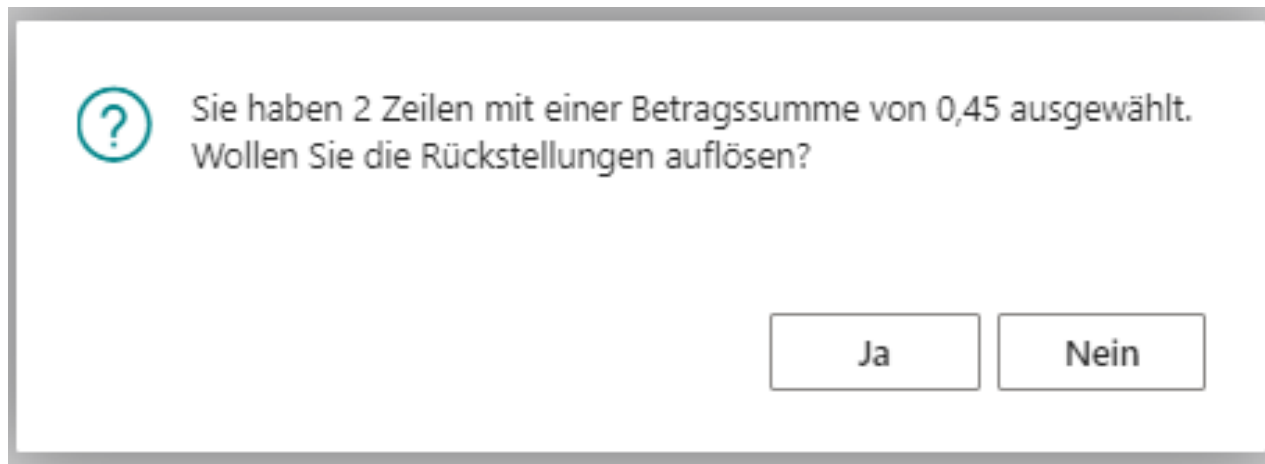 Sie haben 2 Zeilen mit einer Betragssumme von 0,45 ausgewählt.
Wollen Sie die Rückstellungen auflösen?
Ja
Nein